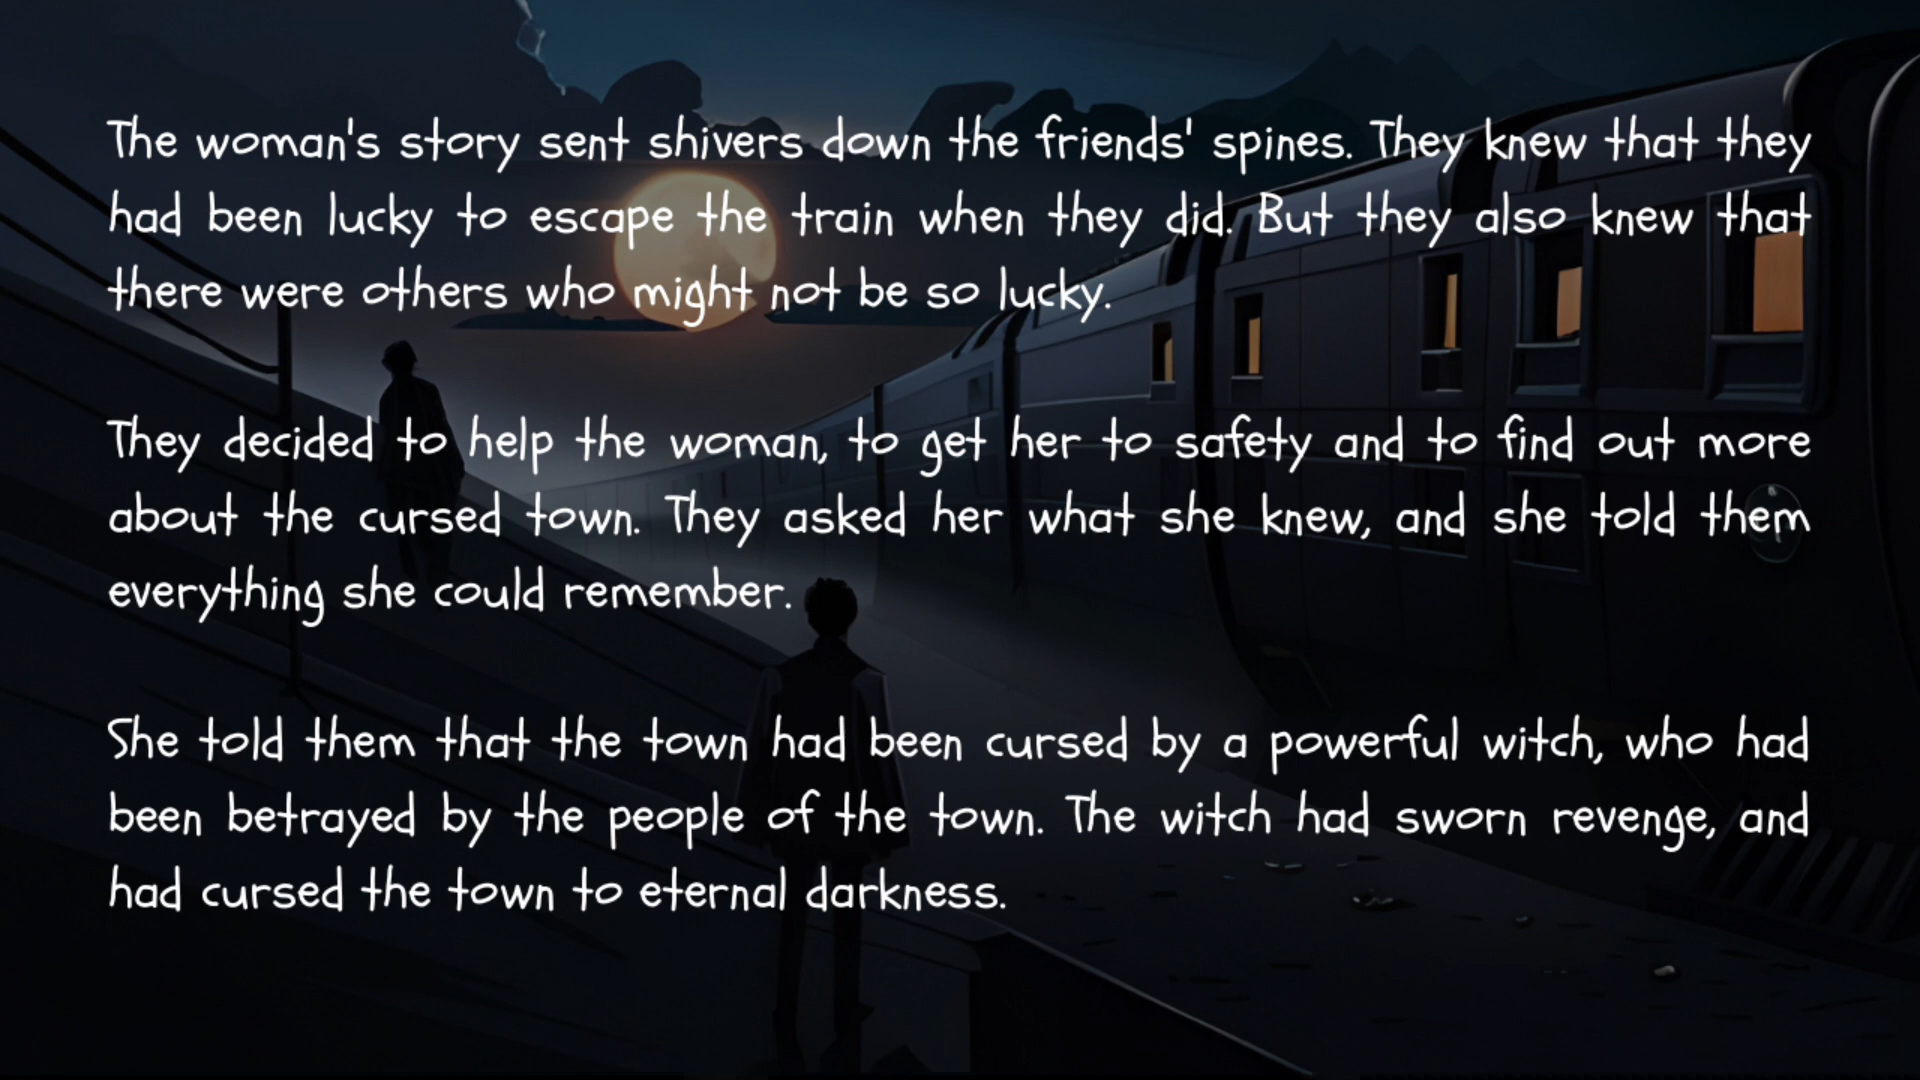 The woman's story sent shivers down the friends' spines. They knew that they
had been lucky to escape the train when they did. But they also knew that
there were others who might not be so lucky.
They decided to help the woman, to get her to safety and to find out more
about the cursed town. They asked her what she knew, and she told them
everything she could remember.
She told them that the town had been cursed by a powerful witch, who had
been betrayed by the people of the town. The witch had sworn revenge, and
had cursed the town to eternal darkness.